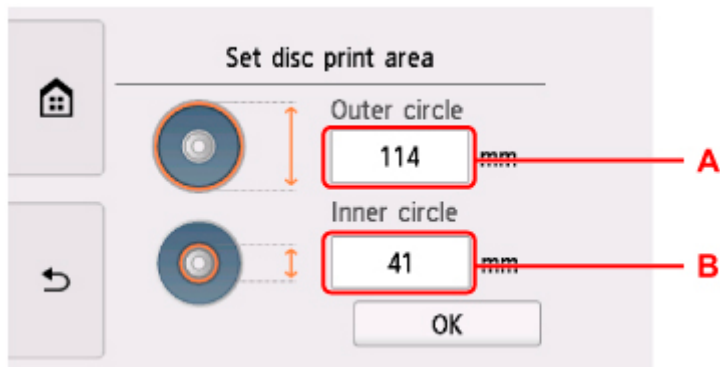 Set disc print area
Outer circle
114 mm
A
Inner circle
41 mm
B
OK